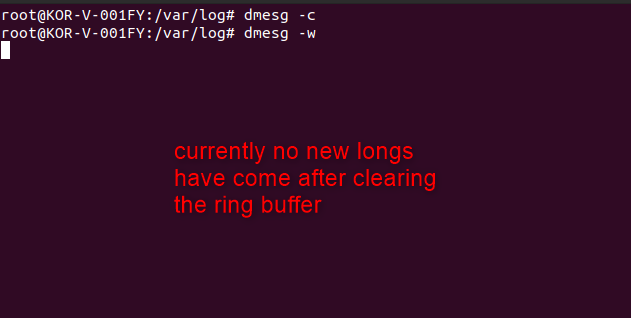 root@KOR-V-001FY:/var/log# dmesg -c
root@KOR-V-001FY:/var/log# dmesg -w
currently no new longs
have come after clearing
the ring buffer